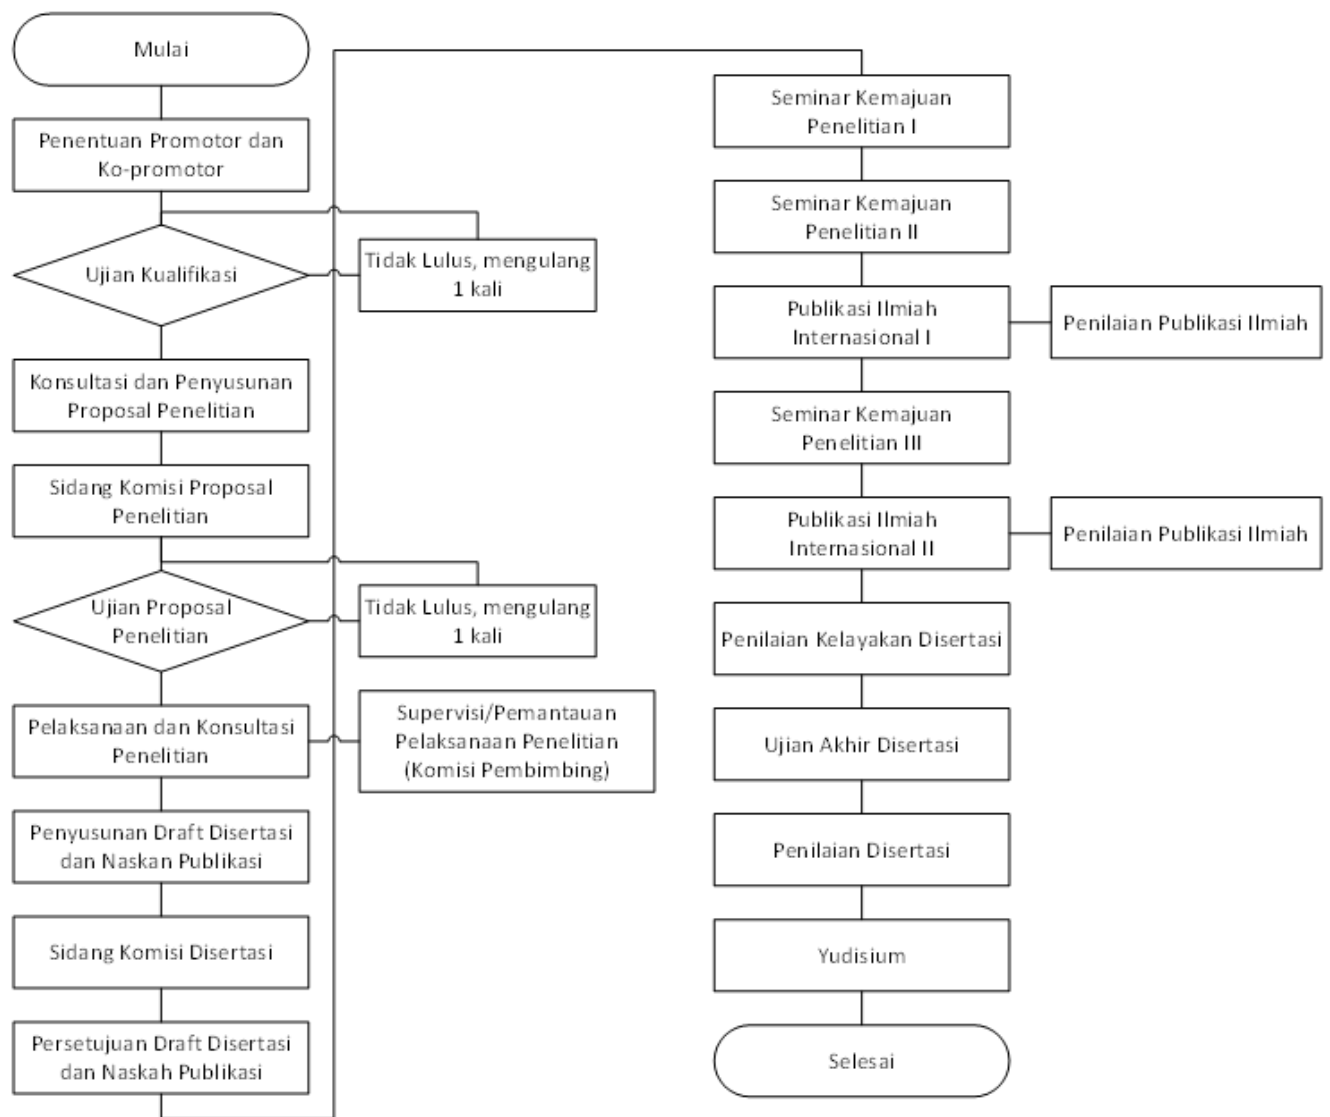 Mulai
Penentuan Promotor dan
Ko-promotor
Ujian Kualifikasi
Tidak Lulus, mengulang
1 kali
Konsultasi dan Penyusunan
Proposal Penelitian
Sidang Komisi Proposal
Penelitian
Ujian Proposal
Penelitian
Tidak Lulus, mengulang
1 kali
Pelaksanaan dan Konsultasi
Penelitian
Supervisi/Pemantauan
Pelaksanaan Penelitian
(Komisi Pembimbing)
Penyusunan Draft Disertasi
dan Naskan Publikasi
Sidang Komisi Disertasi
Persetujuan Draft Disertasi
dan Naskah Publikasi
Seminar Kemajuan
Penelitian I
Seminar Kemajuan
Penelitian II
Publikasi Ilmiah
Internasional I
Penilaian Publikasi Ilmiah
Seminar Kemajuan
Penelitian III
Publikasi Ilmiah
Internasional II
Penilaian Publikasi Ilmiah
Penilaian Kelayakan Disertasi
Ujian Akhir Disertasi
Penilaian Disertasi
Yudisium
Selesai